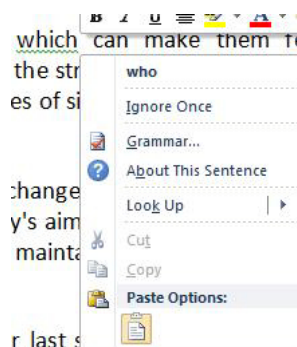 B I U A
which can make them fe
the str
es of si
who
Ignore Once
Grammar...
About This Sentence
Look Up
change
y's aim
mainta
Cut
Copy
Paste Options:
r last s